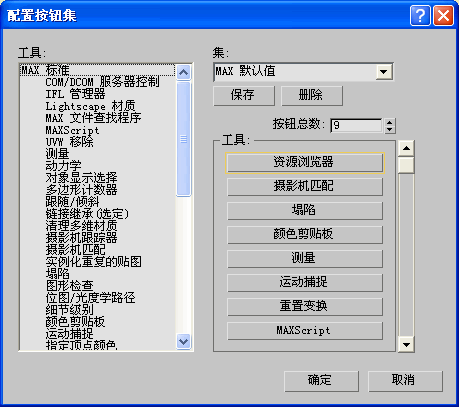 配置按钮集
工具:
MAX 标准
COM/DCOM 服务器控制
IFL 管理器
Lightscape 材质
MAX 文件查找程序
MAXScript
UVW 移除
测量
动力学
对象显示选择
多边形计数器
跟随/倾斜
链接继承(选定)
清理多维材质
摄影机跟踪器
摄影机匹配
实例化重复的贴图
塌陷
图形检查
位图/光度学路径
细节级别
颜色剪贴板
运动捕捉
指定顶点颜色
集:
MAX 默认值
保存
删除
按钮总数: 9
工具:
资源浏览器
摄影机匹配
塌陷
颜色剪贴板
测量
运动捕捉
重置变换
MAXScript
确定
取消